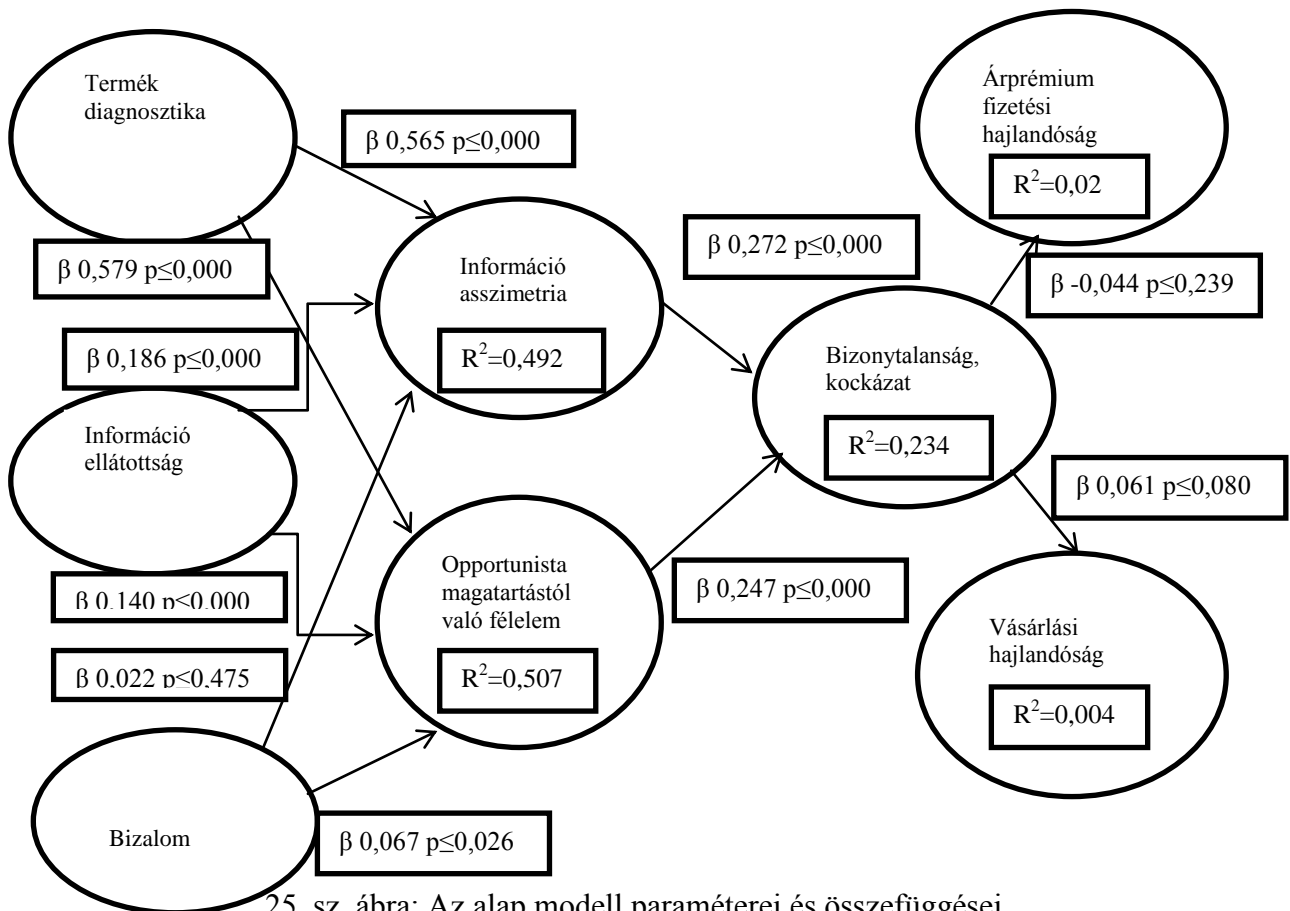 Termék
diagnosztika
β 0,565 p≤0,000
β 0,579 p≤0,000
Információ
asszimetria
R²=0,492
β 0,186 p≤0,000
Információ
ellátottság
β 0,140 p≤0,000
β 0,022 p≤0,475
Opportunista
magatartástól
való félelem
R²=0,507
Bizalom
β 0,067 p≤0,026
β 0,272 p≤0,000
β 0,247 p≤0,000
Bizonytalanság,
kockázat
R²=0,234
Árprémium
fizetési
hajlandóság
R²=0,02
β -0,044 p≤0,239
β 0,061 p≤0,080
Vásárlási
hajlandóság
R²=0,004
25. sz. ábra: Az alap modell paraméterei és összefüggései